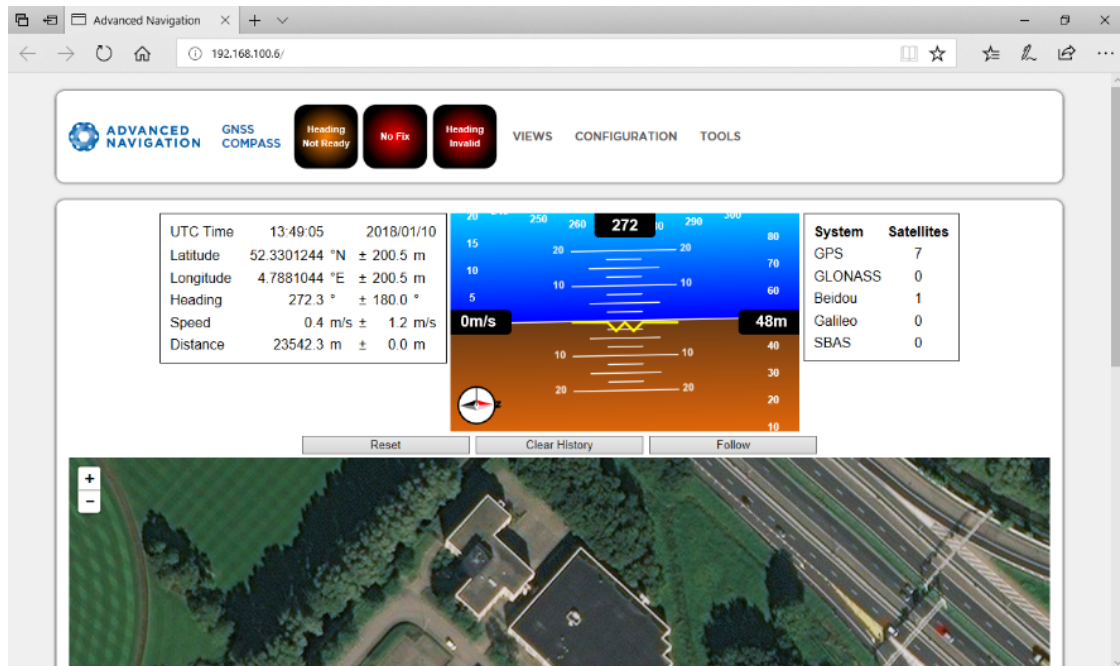 Advanced Navigation
192.168.100.6/
ADVANCED NAVIGATION
GNSS COMPASS
Heading Not Ready
No Fix
Heading Invalid
VIEWS CONFIGURATION TOOLS
UTC Time 13:49:05 2018/01/10
Latitude 52.3301244 °N ± 200.5 m
Longitude 4.7881044 °E ± 200.5 m
Heading 272.3 ° ± 180.0 °
Speed 0.4 m/s ± 1.2 m/s
Distance 23542.3 m ± 0.0 m
250 260 272 290 300
20
15
10
5
0m/s
20 20
10 10
10 10
20 20
80
70
60
48m
40
30
20
10
System Satellites
GPS 7
GLONASS 0
Beidou 1
Galileo 0
SBAS 0
Reset Clear History Follow
+
−